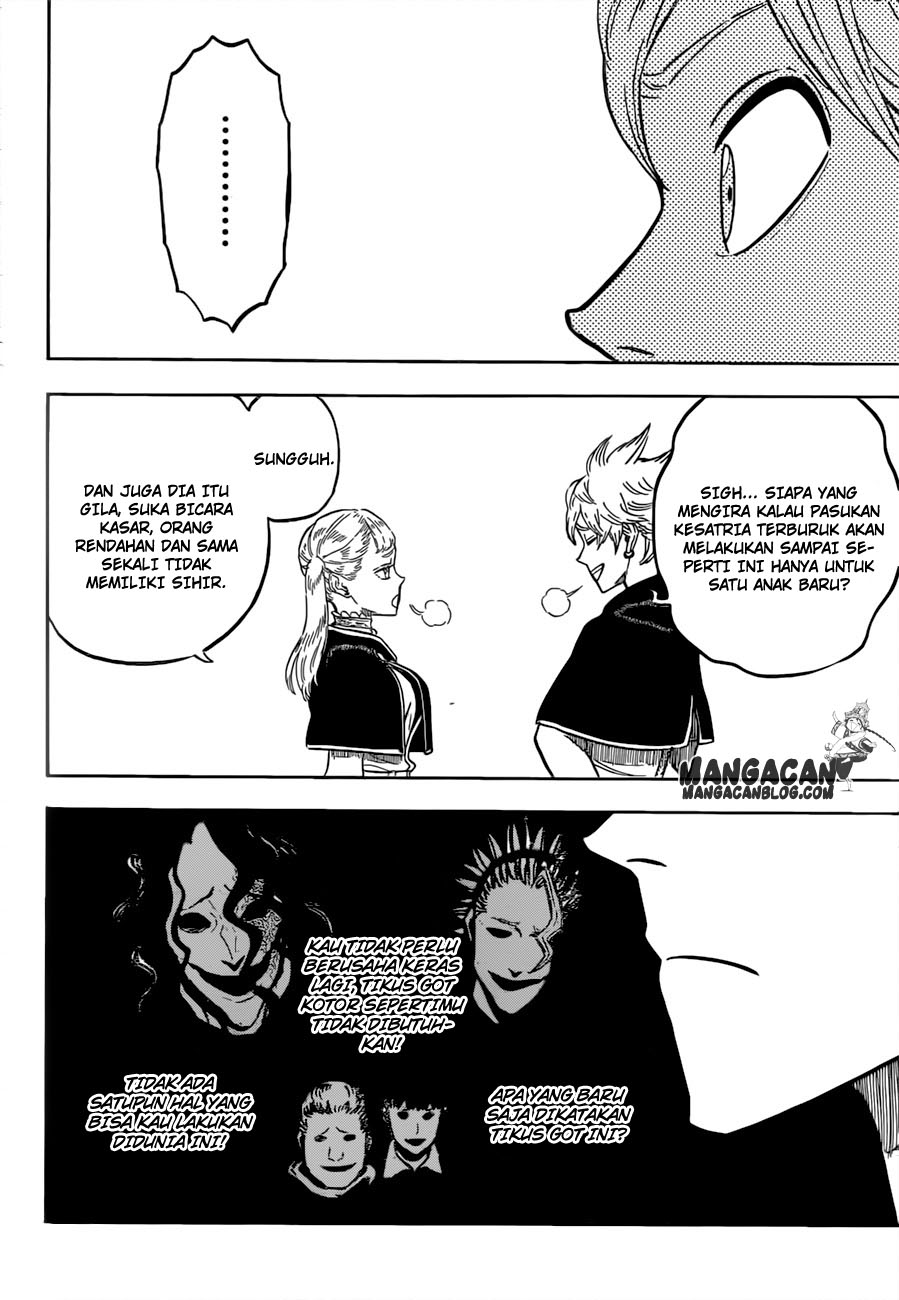 ..........
SIGH... SIAPA YANG
MENGIRA KALAU PASUKAN
KESATRIA TERBURUK AKAN
MELAKUKAN SAMPAI SE-
PERTI INI HANYA UNTUK
SATU ANAK BARU?
SUNGGUH.
DAN JUGA DIA ITU
GILA, SUKA BICARA
KASAR, ORANG
RENDAHAN DAN SAMA
SEKALI TIDAK
MEMILIKI SIHIR.
MANGACAN
MANGACANBLOG.COM
KAU TIDAK PERLU
BERUSAHA KERAS
LAGI, TIKUS GOT
KOTOR SEPERTIMU
TIDAK DIBUTUH-
KAN!
APA YANG BARU
SAJA DIKATAKAN
TIKUS GOT INI?
TIDAK ADA
SATUPUN HAL YANG
BISA KAU LAKUKAN
DIDUNIA INI!